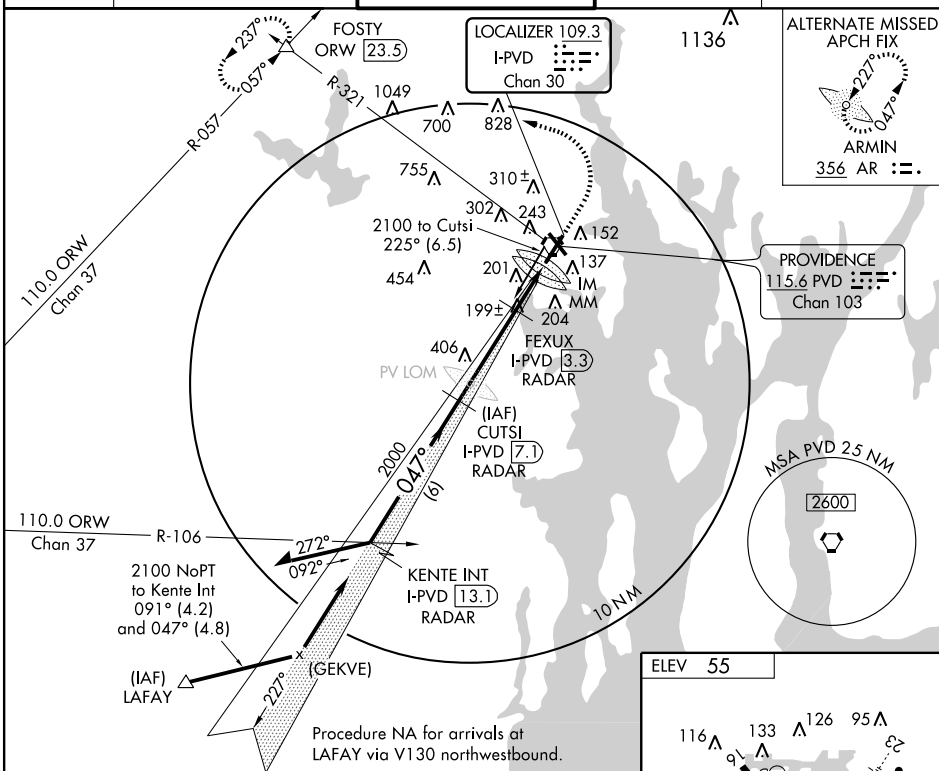 237°
FOSTY
ORW 23.5
057°
R-057
R-321
LOCALIZER 109.3
I-PVD
Chan 30
1136
ALTERNATE MISSED
APCH FIX
227°
047°
ARMIN
356 AR
1049
700
828
755
310±
302
243
152
2100 to Cutsi
225° (6.5)
454
201
137
IM
MM
199±
204
110.0 ORW
Chan 37
PROVIDENCE
115.6 PVD
Chan 103
FEXUX
I-PVD 3.3
RADAR
406
PV LOM
(IAF)
CUTSI
I-PVD 7.1
RADAR
2000
047°
(6)
MSA PVD 25 NM
2600
110.0 ORW
Chan 37
R-106
272°
092°
2100 NoPT
to Kente Int
091° (4.2)
and 047° (4.8)
KENTE INT
I-PVD 13.1
RADAR
10 NM
(IAF)
LAFAY
(GEKVE)
227°
Procedure NA for arrivals at
LAFAY via V130 northwestbound.
ELEV 55
116
133
126
95
16
23